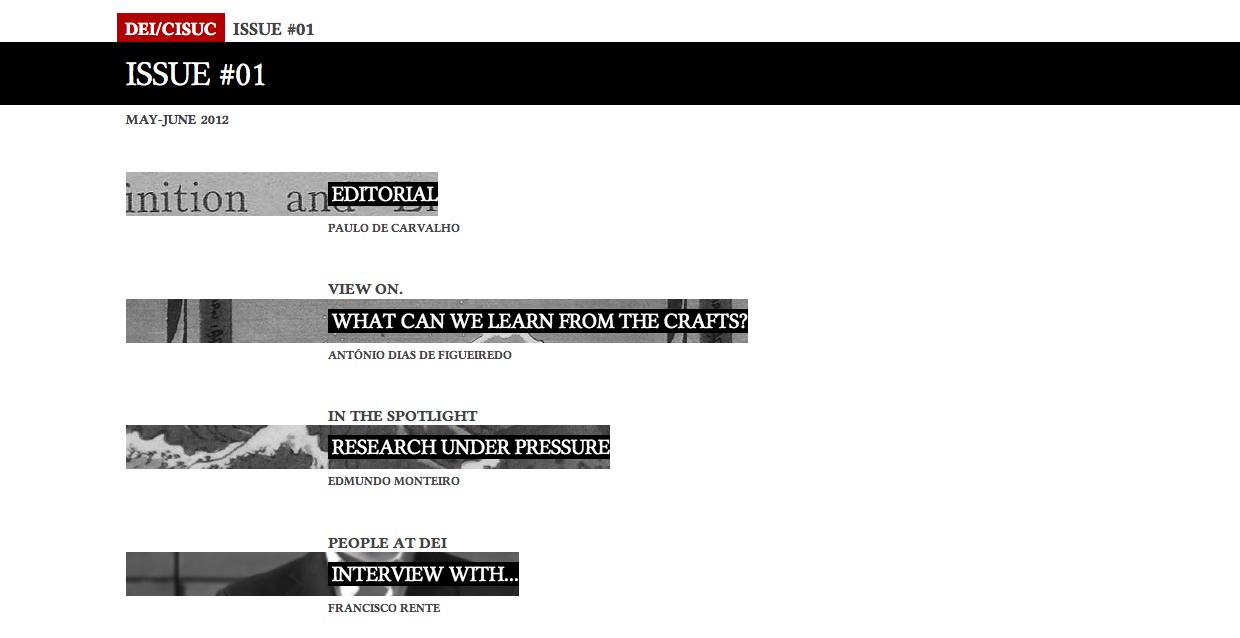 DEI/CISUC ISSUE #01
ISSUE #01
MAY-JUNE 2012
inition and
EDITORIAL
PAULO DE CARVALHO
VIEW ON.
WHAT CAN WE LEARN FROM THE CRAFTS?
ANTÓNIO DIAS DE FIGUEIREDO
IN THE SPOTLIGHT
RESEARCH UNDER PRESSURE
EDMUNDO MONTEIRO
PEOPLE AT DEI
INTERVIEW WITH...
FRANCISCO RENTE